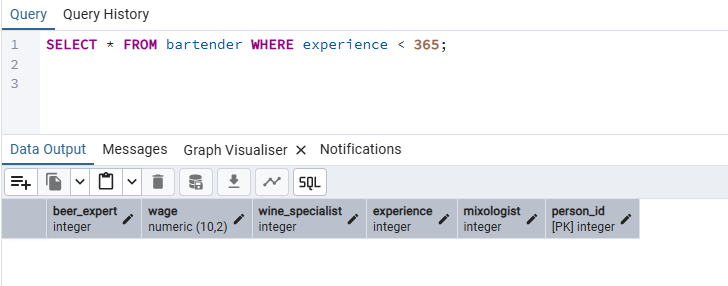 Query Query History
1 SELECT * FROM bartender WHERE experience < 365;
2
3
Data Output Messages Graph Visualiser × Notifications
SQL
beer_expert wage wine_specialist experience mixologist person_id
integer numeric (10,2) integer integer integer [PK] integer